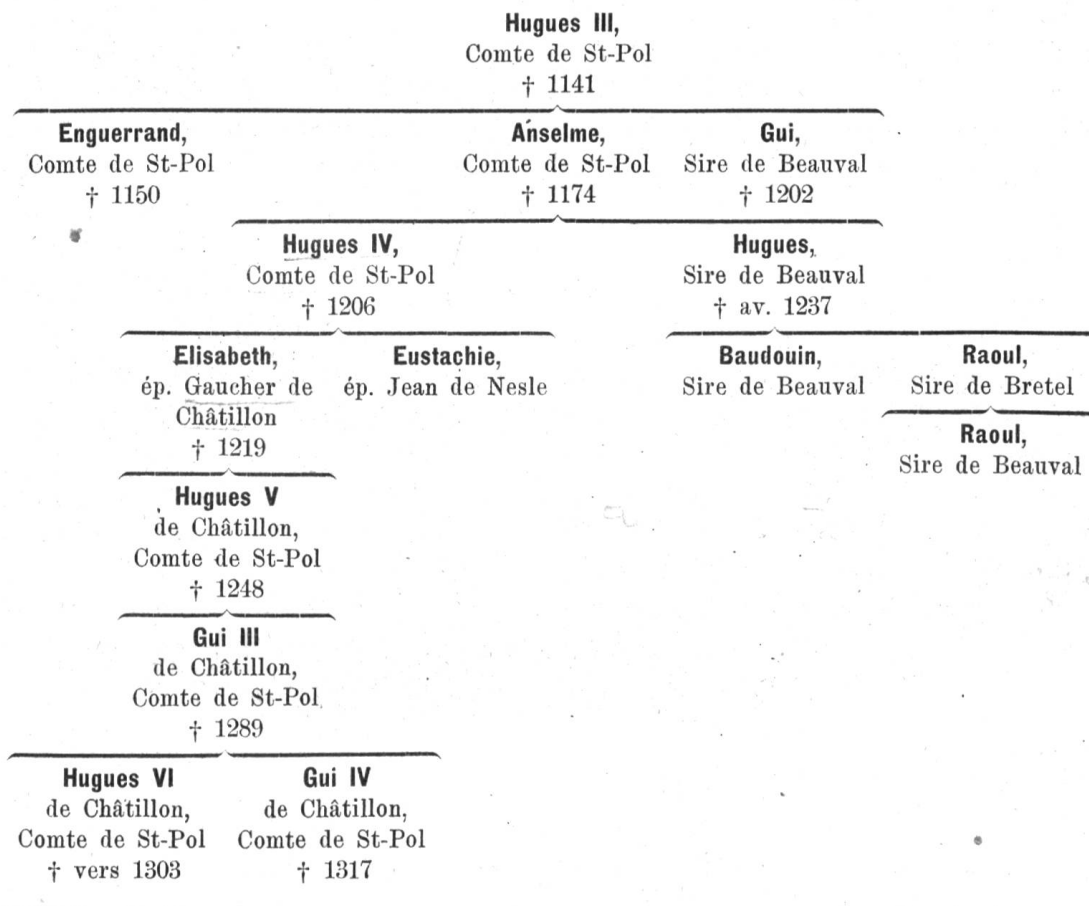 Hugues III,
Comte de St-Pol
† 1141
Enguerrand,
Comte de St-Pol
† 1150
Anselme,
Comte de St-Pol
† 1174
Gui,
Sire de Beauval
† 1202
Hugues IV,
Comte de St-Pol
† 1206
Hugues,
Sire de Beauval
† av. 1237
Elisabeth,
ép. Gaucher de
Châtillon
† 1219
Eustachie,
ép. Jean de Nesle
Baudouin,
Sire de Beauval
Raoul,
Sire de Bretel
Raoul,
Sire de Beauval
Hugues V
de Châtillon,
Comte de St-Pol
† 1248
Gui III
de Châtillon,
Comte de St-Pol
† 1289
Hugues VI
de Châtillon,
Comte de St-Pol
† vers 1303
Gui IV
de Châtillon,
Comte de St-Pol
† 1317